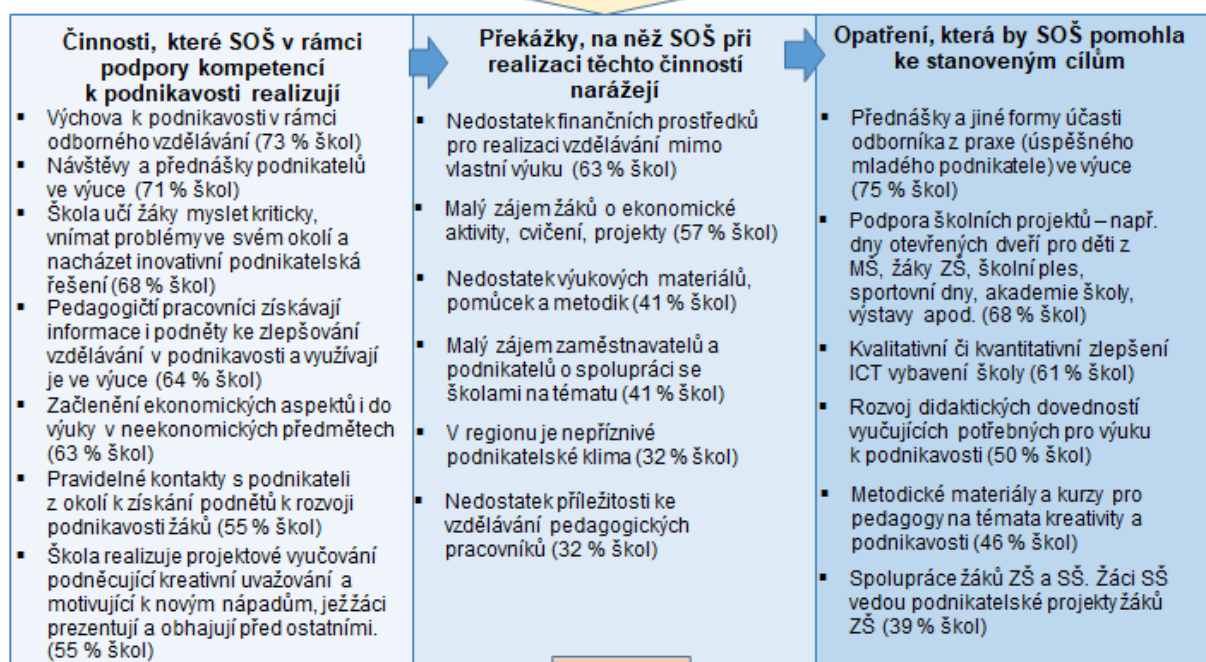 Činnosti, které SOŠ v rámci
podpory kompetencí
k podnikavosti realizují
▪ Výchova k podnikavosti v rámci
odborného vzdělávání (73 % škol)
▪ Návštěvy a přednášky podnikatelů
ve výuce (71 % škol)
▪ Škola učí žáky myslet kriticky,
vnímat problémy ve svém okolí a
nacházet inovativní podnikatelská
řešení (68 % škol)
▪ Pedagogičtí pracovníci získávají
informace i podněty ke zlepšování
vzdělávání v podnikavosti a využívají
je ve výuce (64 % škol)
▪ Začlenění ekonomických aspektů i do
výuky v neekonomických předmětech
(63 % škol)
▪ Pravidelné kontakty s podnikateli
z okolí k získání podnětů k rozvoji
podnikavosti žáků (55 % škol)
▪ Škola realizuje projektové vyučování
podněcující kreativní uvažování a
motivující k novým nápadům, jež žáci
prezentují a obhajují před ostatními.
(55 % škol)
Překážky, na něž SOŠ při
realizaci těchto činností
narážejí
▪ Nedostatek finančních prostředků
pro realizaci vzdělávání mimo
vlastní výuku (63 % škol)
▪ Malý zájem žáků o ekonomické
aktivity, cvičení, projekty (57 % škol)
▪ Nedostatek výukových materiálů,
pomůcek a metodik (41 % škol)
▪ Malý zájem zaměstnavatelů a
podnikatelů o spolupráci se
školami na tématu (41 % škol)
▪ V regionu je nepříznivé
podnikatelské klima (32 % škol)
▪ Nedostatek příležitosti ke
vzdělávání pedagogických
pracovníků (32 % škol)
Opatření, která by SOŠ pomohla
ke stanoveným cílům
▪ Přednášky a jiné formy účasti
odborníka z praxe (úspěšného
mladého podnikatele) ve výuce
(75 % škol)
▪ Podpora školních projektů – např.
dny otevřených dveří pro děti z
MŠ, žáky ZŠ, školní ples,
sportovní dny, akademie školy,
výstavy apod. (68 % škol)
▪ Kvalitativní či kvantitativní zlepšení
ICT vybavení školy (61 % škol)
▪ Rozvoj didaktických dovedností
vyučujících potřebných pro výuku
k podnikavosti (50 % škol)
▪ Metodické materiály a kurzy pro
pedagogy na témata kreativity a
podnikavosti (46 % škol)
▪ Spolupráce žáků ZŠ a SŠ. Žáci SŠ
vedou podnikatelské projekty žáků
ZŠ (39 % škol)